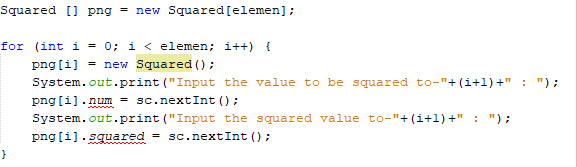 Squared [] png = new Squared[elemen];
for (int i = 0; i < elemen; i++) {
png[i] = new Squared();
System.out.print("Input the value to be squared to-"+(i+1)+" : ");
png[i].num = sc.nextInt();
System.out.print("Input the squared value to-"+(i+1)+" : ");
png[i].squared = sc.nextInt();
}